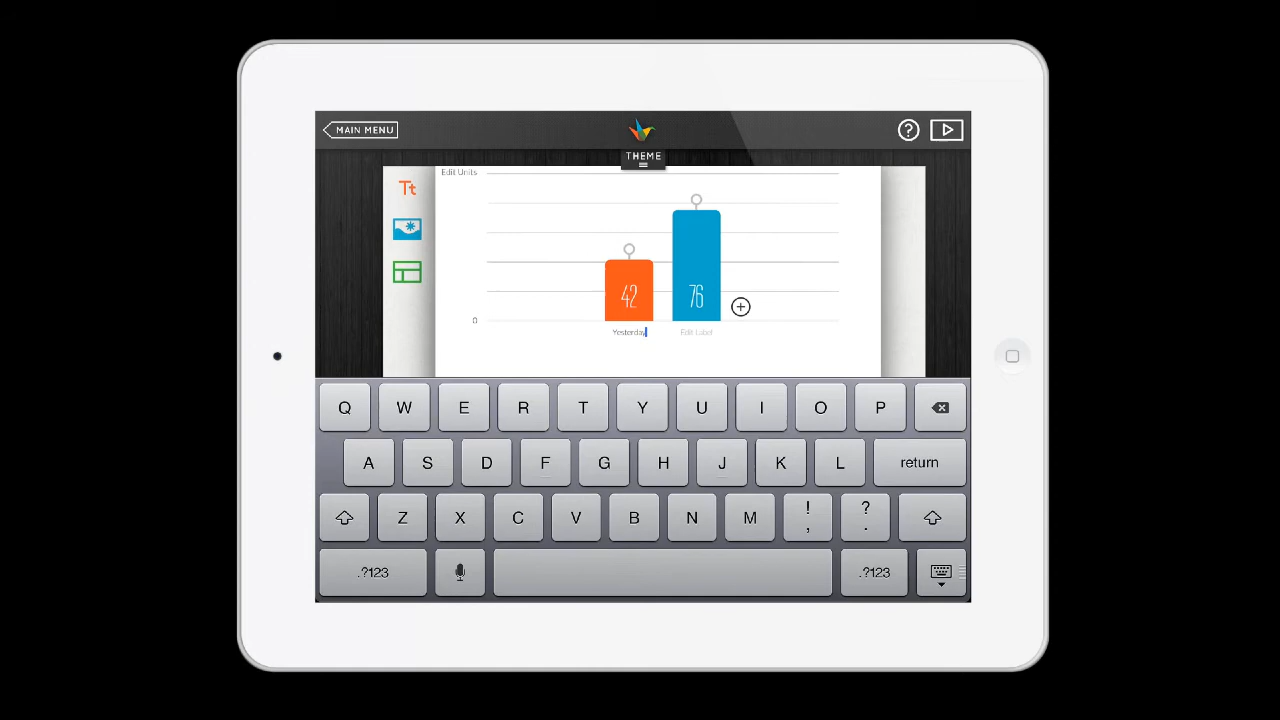 MAIN MENU
THEME
?
Tt
Edit Units
42
76
0
Yesterday
Edit Label
Q W E R T Y U I O P
A S D F G H J K L return
Z X C V B N M ! , ? .
.?123 .?123